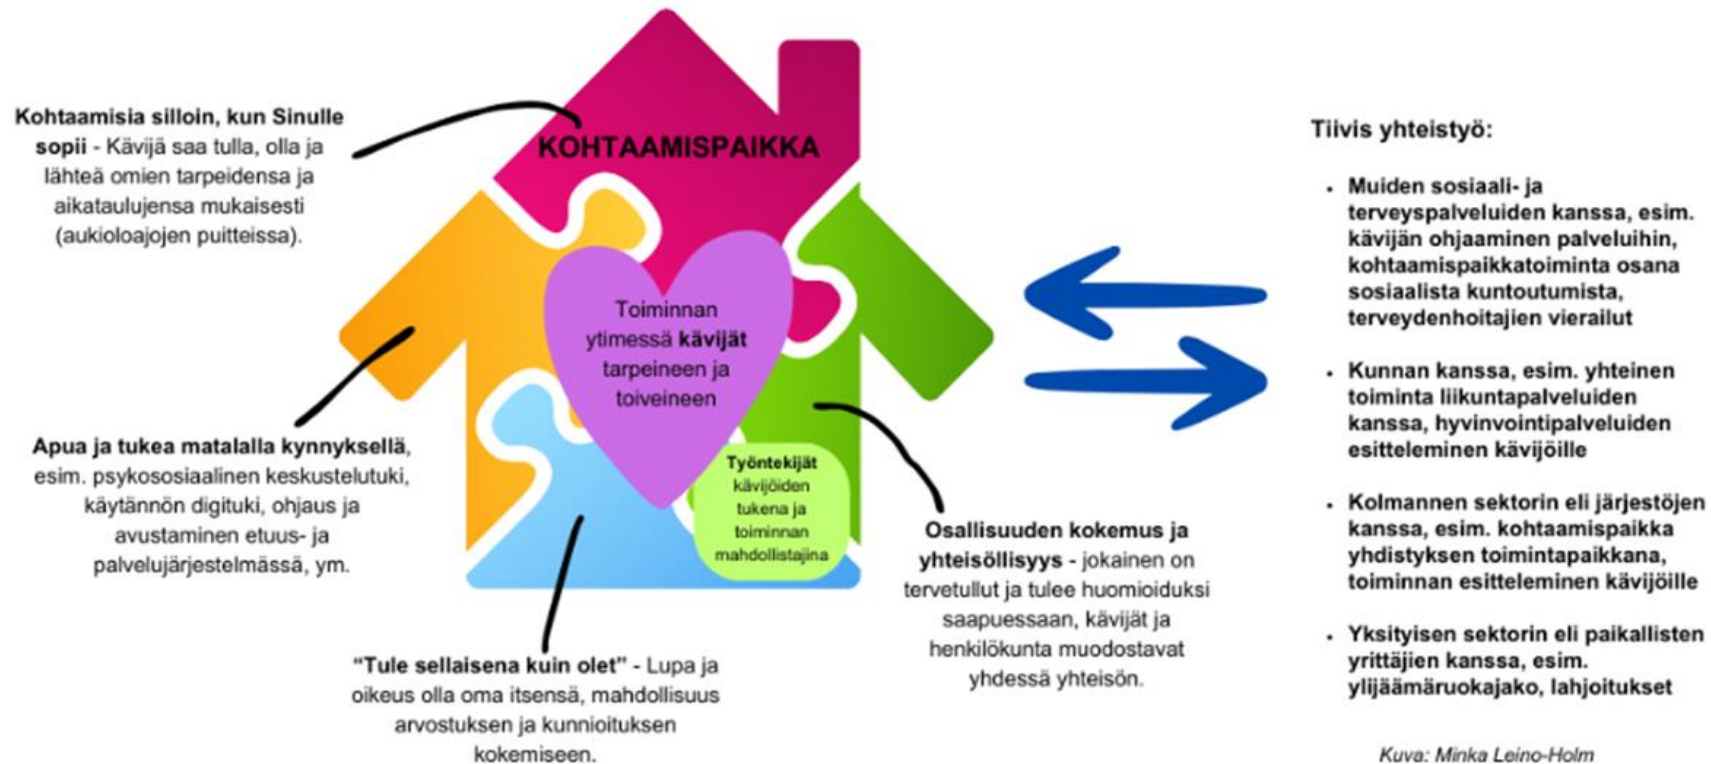 Kohtaamisia silloin, kun Sinulle
sopii - Kävijä saa tulla, olla ja
lähteä omien tarpeidensa ja
aikataulujensa mukaisesti
(aukioloajojen puitteissa).
KOHTAAMISPAIKKA
Apua ja tukea matalalla kynnyksellä,
esim. psykososiaalinen keskustelutuki,
käytännön digituki, ohjaus ja
avustaminen etuus- ja
palvelujärjestelmässä, ym.
Toiminnan
ytimessä kävijät
tarpeineen ja
toiveineen
Työntekijät
kävijöiden
tukena ja
toiminnan
mahdollistajina
"Tule sellaisena kuin olet" - Lupa ja
oikeus olla oma itsensä, mahdollisuus
arvostuksen ja kunnioituksen
kokemiseen.
Osallisuuden kokemus ja
yhteisöllisyys - jokainen on
tervetullut ja tulee huomioiduksi
saapuessaan, kävijät ja
henkilökunta muodostavat
yhdessä yhteisön.
Tiivis yhteistyö:
• Muiden sosiaali- ja
terveyspalveluiden kanssa, esim.
kävijän ohjaaminen palveluihin,
kohtaamispaikkatoiminta osana
sosiaalista kuntoutumista,
terveydenhoitajien vierailut
• Kunnan kanssa, esim. yhteinen
toiminta liikuntapalveluiden
kanssa, hyvinvointipalveluiden
esitteleminen kävijöille
• Kolmannen sektorin eli järjestöjen
kanssa, esim. kohtaamispaikka
yhdistyksen toimintapaikkana,
toiminnan esitteleminen kävijöille
• Yksityisen sektorin eli paikallisten
yrittäjien kanssa, esim.
ylijäämäruokajako, lahjoitukset
Kuva: Minka Leino-Holm